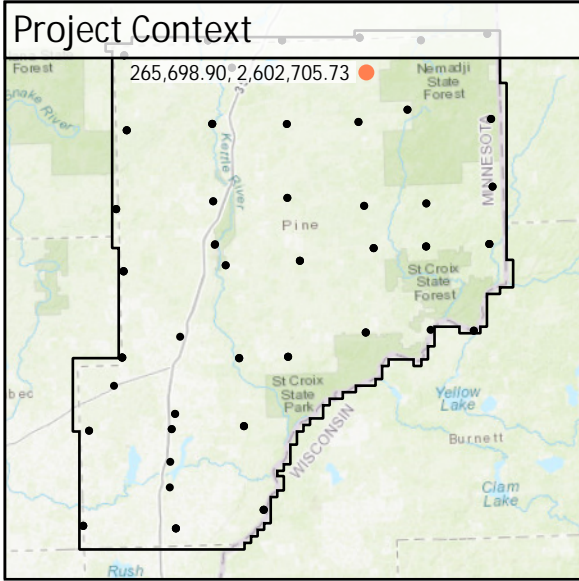 Project Context
Forest
265,698.90, 2,602,705.73
Nemadji
State
Forest
Snake River
Kettle River
MINNESOTA
Pine
St Croix
State
Forest
St Croix
State
Park
WISCONSIN
Yellow
Lake
Burnett
Clam
Lake
bec
Rush